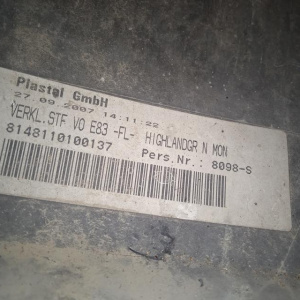 Plastal GmbH
27.09.2007 14:11:22
VERKL.STF VO E83 -FL-  HIGHLANDGR N MON
8148110100137
Pers.Nr.: 8098-S